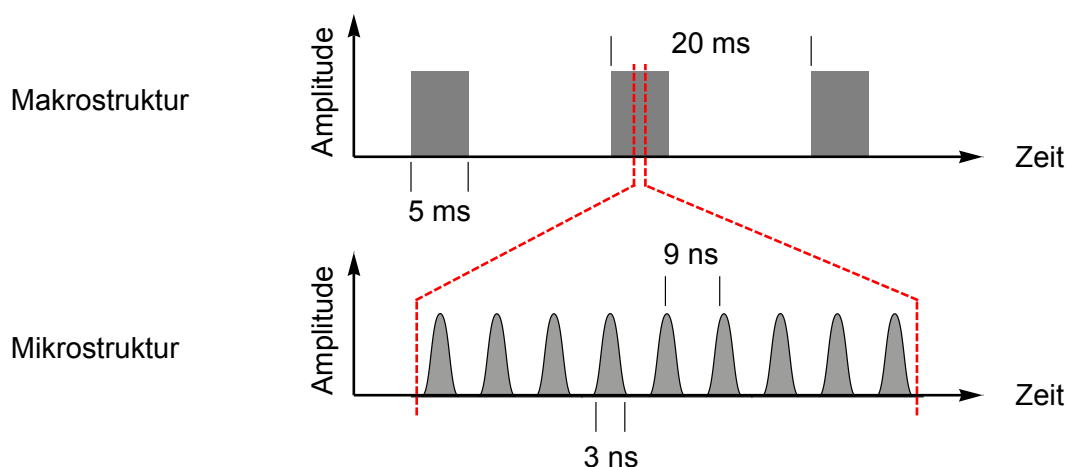 20 ms
Makrostruktur
Amplitude
Zeit
5 ms
9 ns
Mikrostruktur
Amplitude
Zeit
3 ns